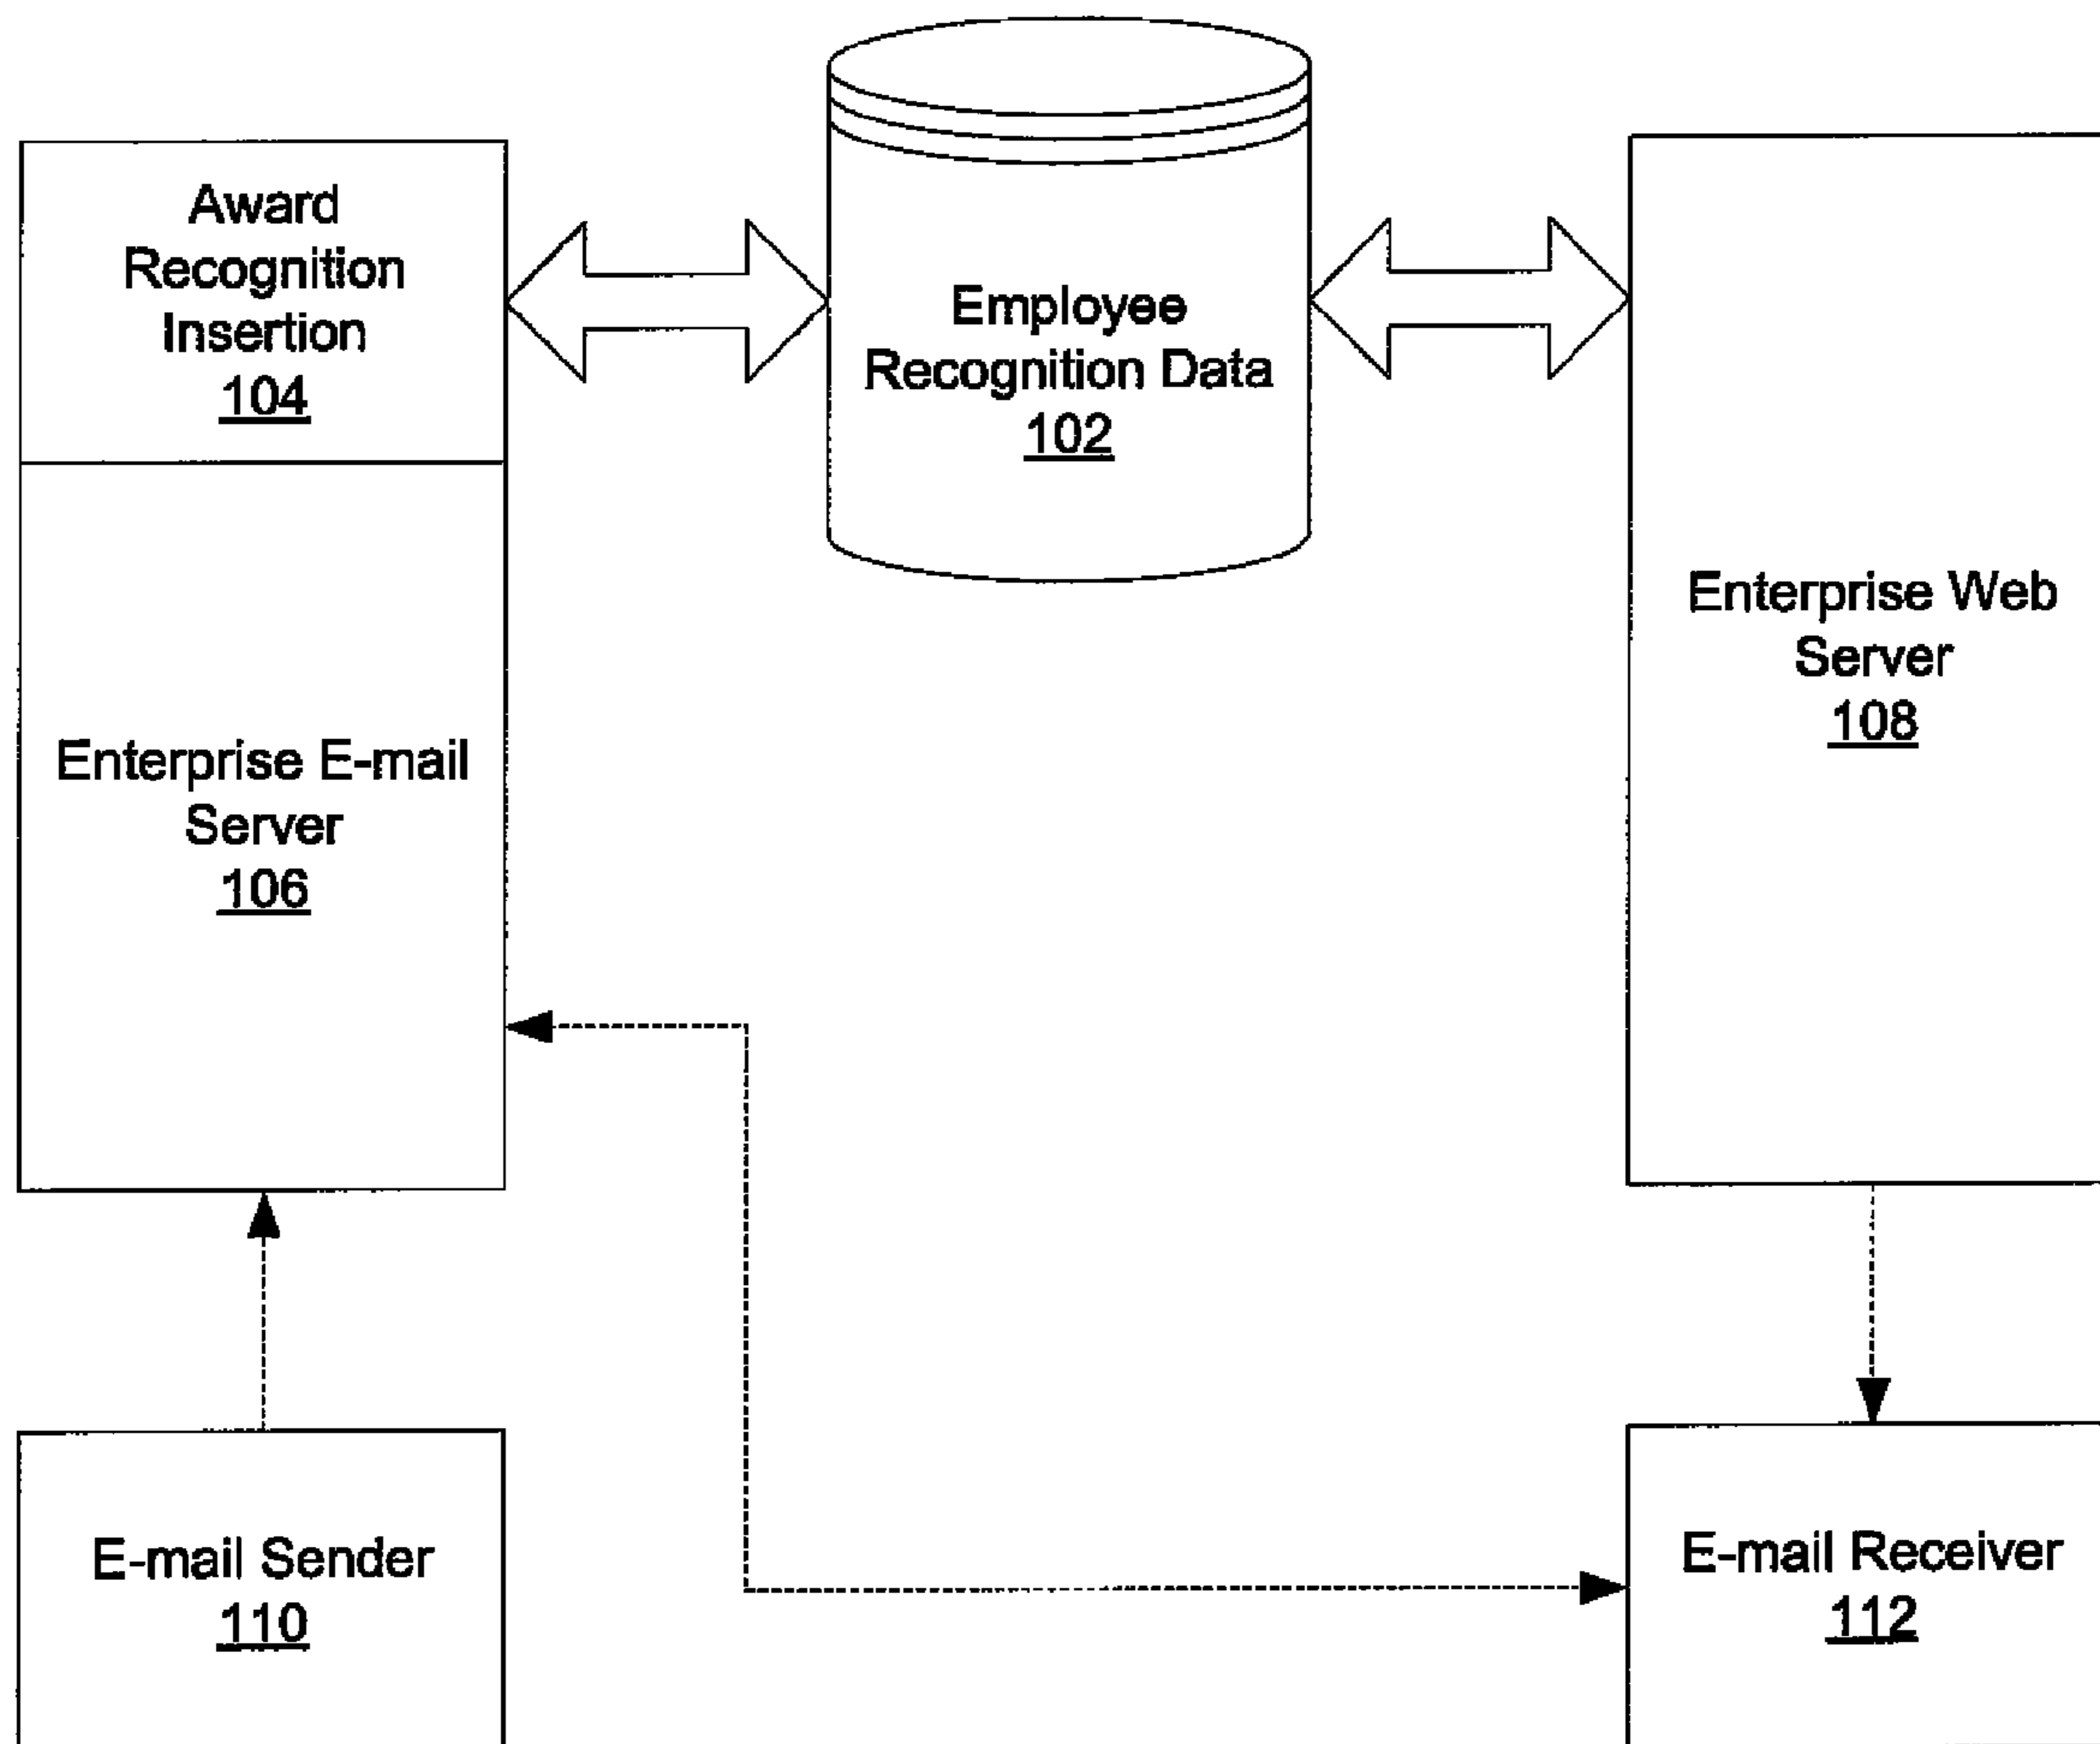 Award
Recognition
Insertion
104
Employee
Recognition Data
102
Enterprise Web
Server
108
Enterprise E-mail
Server
106
E-mail Sender
110
E-mail Receiver
112